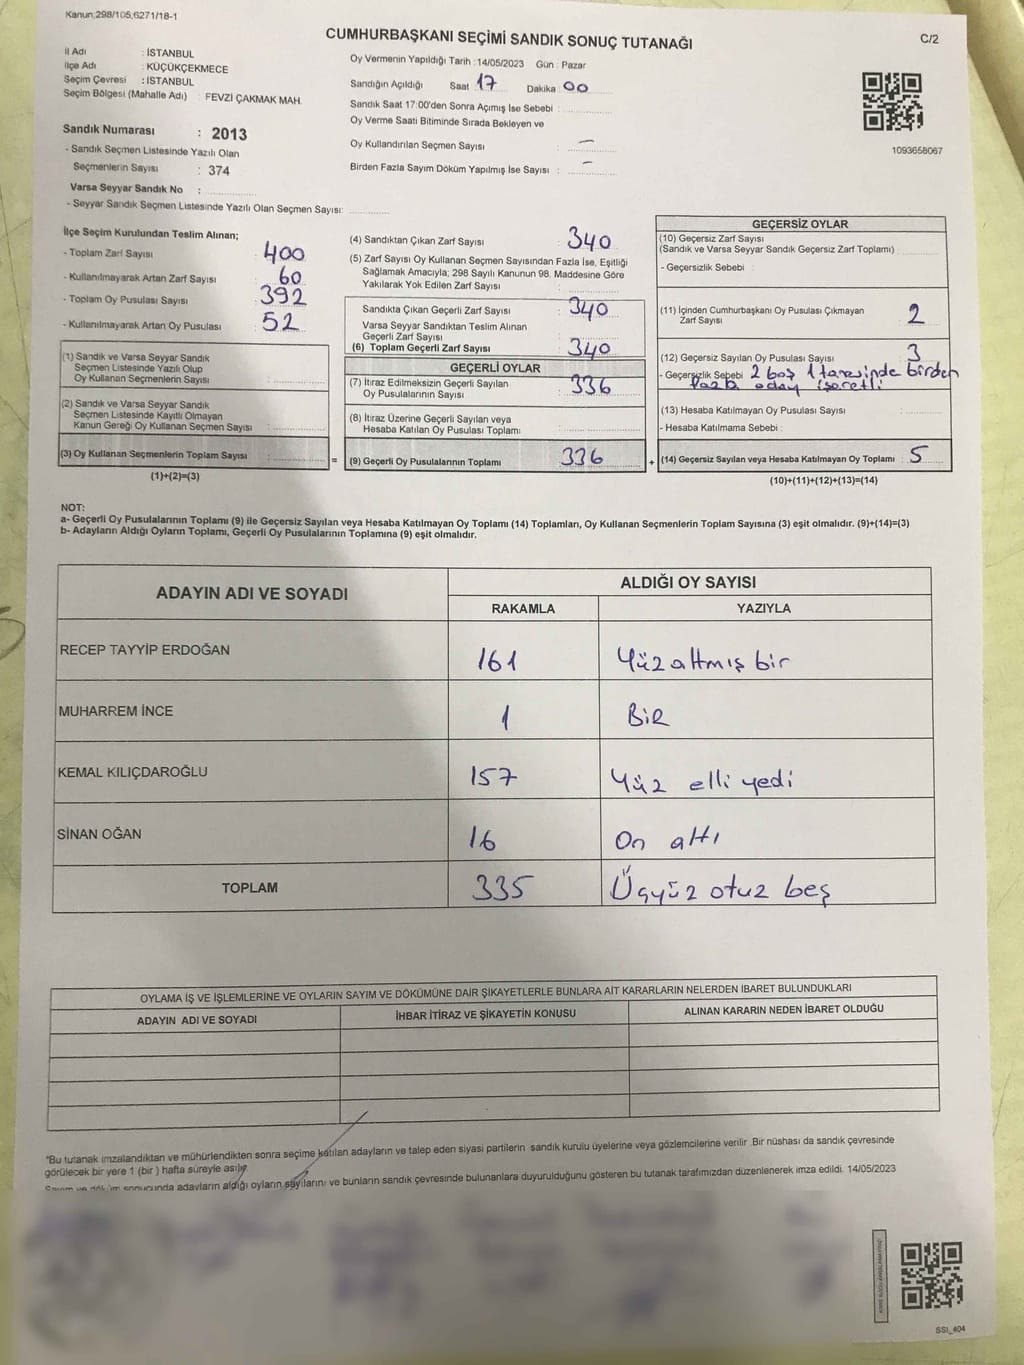 Kanun;298/105;6271/18-1
C/2
CUMHURBAŞKANI SEÇİMİ SANDIK SONUÇ TUTANAĞI
İl Adı : İSTANBUL
İlçe Adı : KÜÇÜKÇEKMECE
Seçim Çevresi : İSTANBUL
Seçim Bölgesi (Mahalle Adı) : FEVZİ ÇAKMAK MAH.
Sandık Numarası : 2013
- Sandık Seçmen Listesinde Yazılı Olan
Seçmenlerin Sayısı : 374
Varsa Seyyar Sandık No :
- Seyyar Sandık Seçmen Listesinde Yazılı Olan Seçmen Sayısı:
Oy Vermenin Yapıldığı Tarih : 14/05/2023 Gün : Pazar
Sandığın Açıldığı Saat 17 Dakika : 00
Sandık Saat 17:00'den Sonra Açımış İse Sebebi :
Oy Verme Saati Bitiminde Sırada Bekleyen ve
Oy Kullandırılan Seçmen Sayısı : —
Birden Fazla Sayım Döküm Yapılmış İse Sayısı : —
1093658067
İlçe Seçim Kurulundan Teslim Alınan;
- Toplam Zarf Sayısı : 400
- Kullanılmayarak Artan Zarf Sayısı : 60
- Toplam Oy Pusulası Sayısı : 392
- Kullanılmayarak Artan Oy Pusulası : 52
(1) Sandık ve Varsa Seyyar Sandık
Seçmen Listesinde Yazılı Olup
Oy Kullanan Seçmenlerin Sayısı :
(2) Sandık ve Varsa Seyyar Sandık
Seçmen Listesinde Kayıtlı Olmayan
Kanun Gereği Oy Kullanan Seçmen Sayısı :
(3) Oy Kullanan Seçmenlerin Toplam Sayısı :
(1)+(2)=(3)
(4) Sandıktan Çıkan Zarf Sayısı : 340
(5) Zarf Sayısı Oy Kullanan Seçmen Sayısından Fazla İse, Eşitliği
Sağlamak Amacıyla; 298 Sayılı Kanunun 98. Maddesine Göre
Yakılarak Yok Edilen Zarf Sayısı :
Sandıkta Çıkan Geçerli Zarf Sayısı : 340
Varsa Seyyar Sandıktan Teslim Alınan
Geçerli Zarf Sayısı :
(6) Toplam Geçerli Zarf Sayısı : 340
GEÇERLİ OYLAR
(7) İtiraz Edilmeksizin Geçerli Sayılan
Oy Pusulalarının Sayısı : 336
(8) İtiraz Üzerine Geçerli Sayılan veya
Hesaba Katılan Oy Pusulası Toplamı :
= (9) Geçerli Oy Pusulalarının Toplamı : 336
GEÇERSİZ OYLAR
(10) Geçersiz Zarf Sayısı
(Sandık ve Varsa Seyyar Sandık Geçersiz Zarf Toplamı) :
- Geçersizlik Sebebi :
(11) İçinden Cumhurbaşkanı Oy Pusulası Çıkmayan
Zarf Sayısı : 2
(12) Geçersiz Sayılan Oy Pusulası Sayısı : 3
- Geçersizlik Sebebi 2 boş 1 tanesinde birden
fazla aday işaretli
(13) Hesaba Katılmayan Oy Pusulası Sayısı :
- Hesaba Katılmama Sebebi :
+ (14) Geçersiz Sayılan veya Hesaba Katılmayan Oy Toplamı : 5
(10)+(11)+(12)+(13)=(14)
NOT:
a- Geçerli Oy Pusulalarının Toplamı (9) ile Geçersiz Sayılan veya Hesaba Katılmayan Oy Toplamı (14) Toplamları, Oy Kullanan Seçmenlerin Toplam Sayısına (3) eşit olmalıdır. (9)+(14)=(3)
b- Adayların Aldığı Oyların Toplamı, Geçerli Oy Pusulalarının Toplamına (9) eşit olmalıdır.
ADAYIN ADI VE SOYADI
ALDIĞI OY SAYISI
RAKAMLA YAZIYLA
RECEP TAYYİP ERDOĞAN 161 Yüz altmış bir
MUHARREM İNCE 1 BİR
KEMAL KILIÇDAROĞLU 157 Yüz elli yedi
SİNAN OĞAN 16 On altı
TOPLAM 335 Üçyüz otuz beş
OYLAMA İŞ VE İŞLEMLERİNE VE OYLARIN SAYIM VE DÖKÜMÜNE DAİR ŞİKAYETLERLE BUNLARA AİT KARARLARIN NELERDEN İBARET BULUNDUKLARI
ADAYIN ADI VE SOYADI İHBAR İTİRAZ VE ŞİKAYETİN KONUSU ALINAN KARARIN NEDEN İBARET OLDUĞU
"Bu tutanak imzalandıktan ve mühürlendikten sonra seçime katılan adayların ve talep eden siyasi partilerin sandık kurulu üyelerine veya gözlemcilerine verilir .Bir nüshası da sandık çevresinde
görülecek bir yere 1 (bir ) hafta süreyle asılır.
Sayım ve döküm sonucunda adayların aldığı oyların sayılarını ve bunların sandık çevresinde bulunanlara duyurulduğunu gösteren bu tutanak tarafımızdan düzenlenerek imza edildi. 14/05/2023
SSI_404